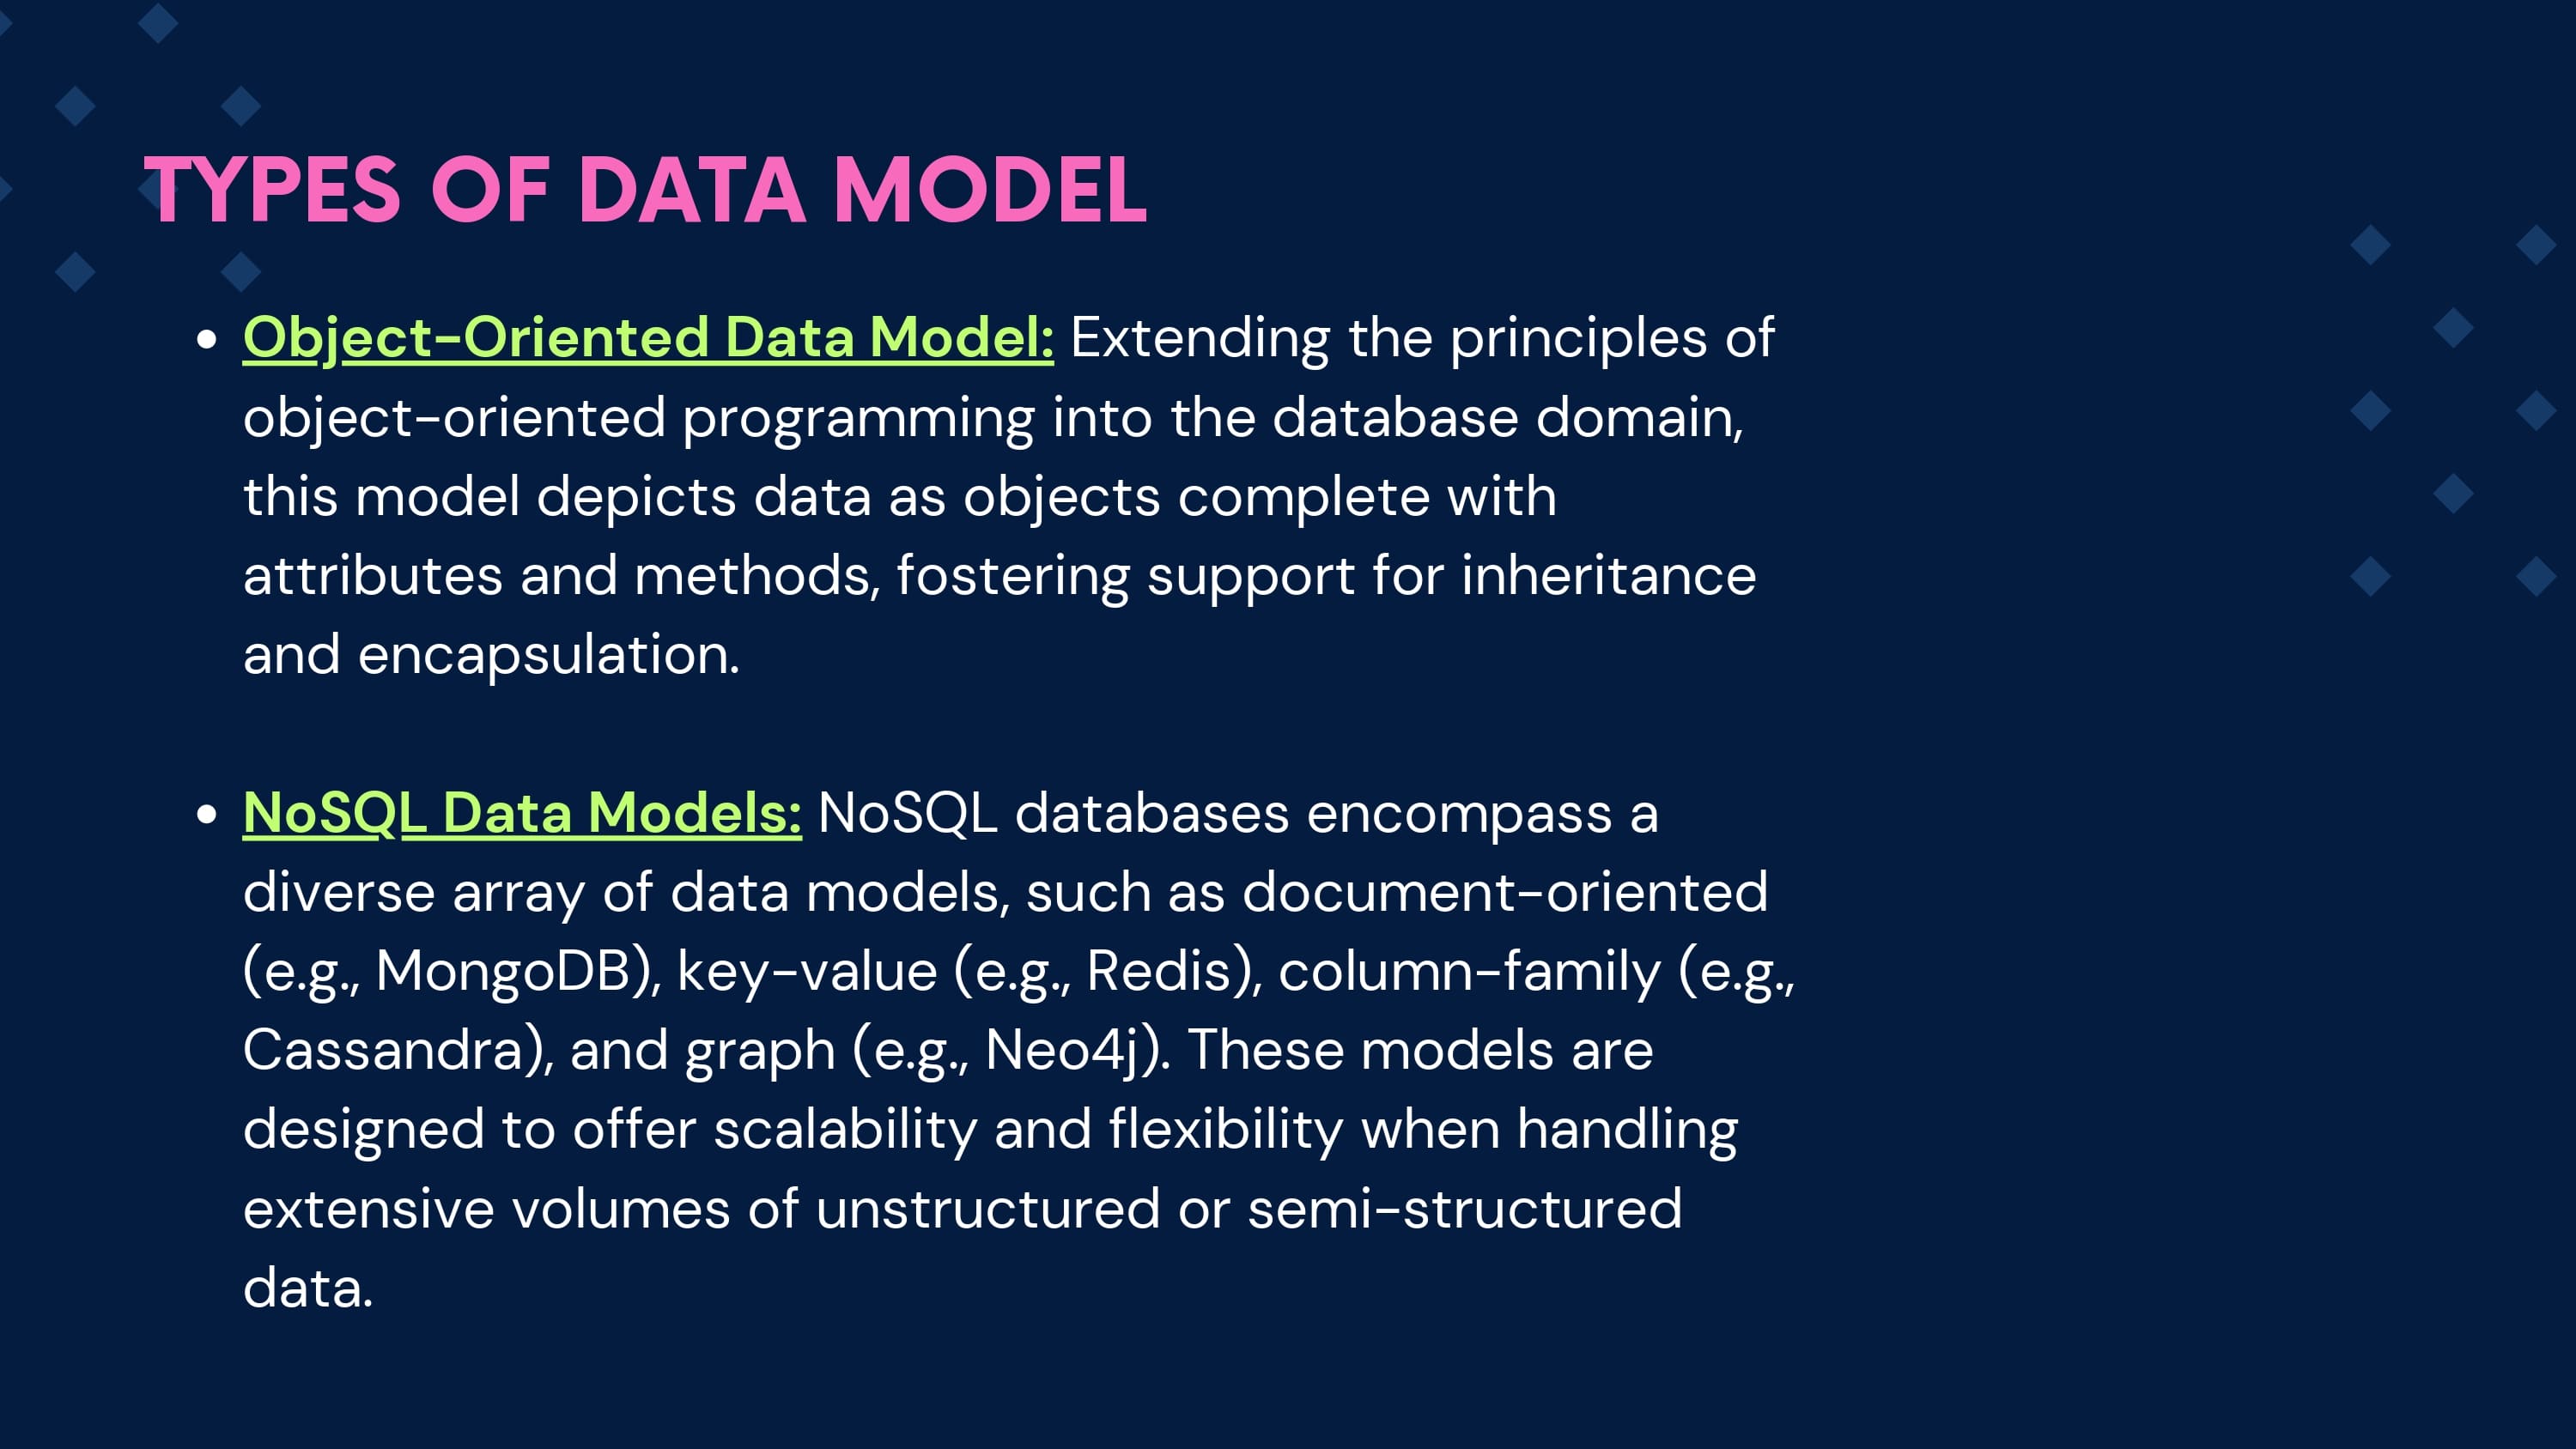 TYPES OF DATA MODEL
• Object-Oriented Data Model: Extending the principles of
object-oriented programming into the database domain,
this model depicts data as objects complete with
attributes and methods, fostering support for inheritance
and encapsulation.
• NoSQL Data Models: NoSQL databases encompass a
diverse array of data models, such as document-oriented
(e.g., MongoDB), key-value (e.g., Redis), column-family (e.g.,
Cassandra), and graph (e.g., Neo4j). These models are
designed to offer scalability and flexibility when handling
extensive volumes of unstructured or semi-structured
data.